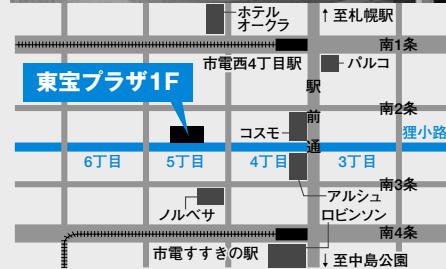 ホテル
オークラ
↑至札幌駅
南1条
市電西4丁目駅
パルコ
東宝プラザ1F
駅前通
南2条
コスモ
狸小路
6丁目
5丁目
4丁目
3丁目
南3条
アルシュ
ノルベサ
ロビンソン
南4条
市電すすきの駅
↓至中島公園